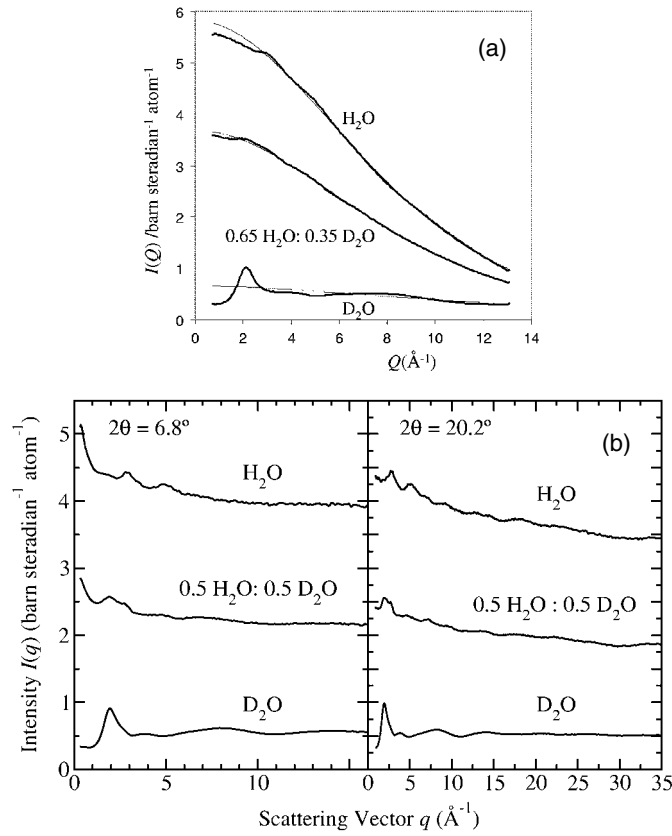 6
(a)
5
H₂O
4
I(Q) /barn steradian⁻¹ atom⁻¹
3
2
0.65 H₂O: 0.35 D₂O
1
D₂O
0
0 2 4 6 8 10 12 14
Q(Å⁻¹)
2θ = 6.8º
2θ = 20.2º
(b)
5
H₂O
H₂O
4
Intensity I(q) (barn steradian⁻¹ atom⁻¹)
3
0.5 H₂O: 0.5 D₂O
0.5 H₂O : 0.5 D₂O
2
D₂O
D₂O
1
0
0 5 10
0 5 10 15 20 25 30 35
Scattering Vector q (Å⁻¹)